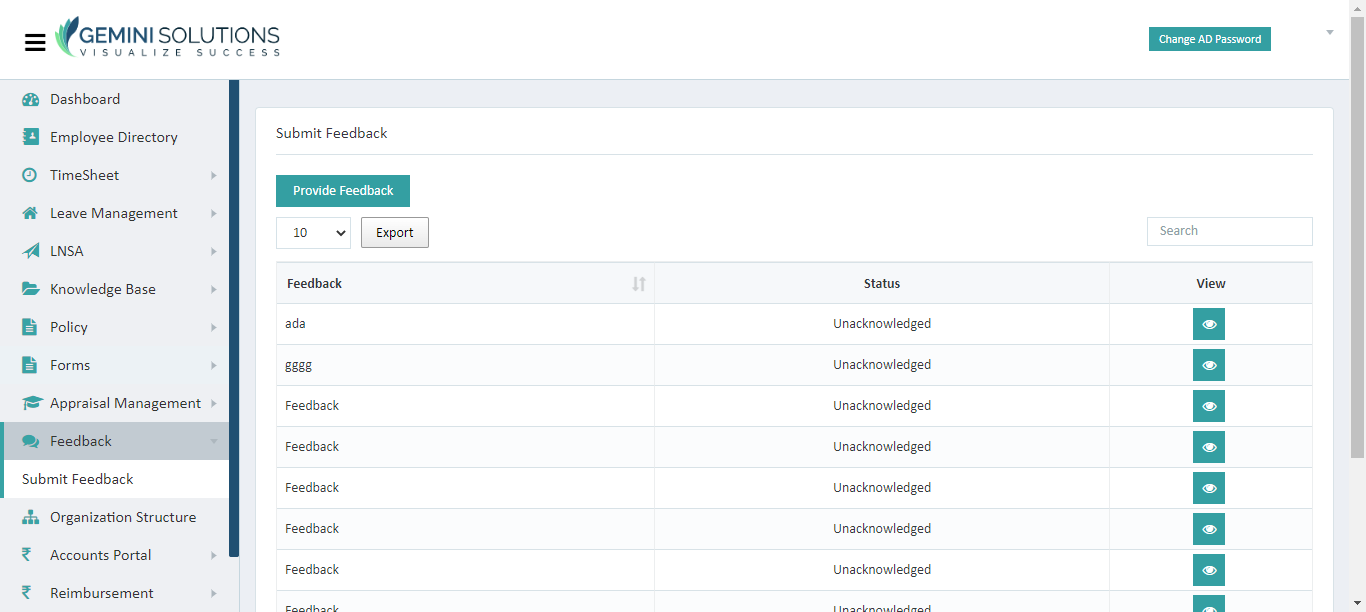 GEMINI SOLUTIONS
VISUALIZE SUCCESS
Change AD Password
Dashboard
Employee Directory
TimeSheet
Leave Management
LNSA
Knowledge Base
Policy
Forms
Appraisal Management
Feedback
Submit Feedback
Organization Structure
Accounts Portal
Reimbursement
Submit Feedback
Provide Feedback
10 Export Search
Feedback Status View
ada Unacknowledged
gggg Unacknowledged
Feedback Unacknowledged
Feedback Unacknowledged
Feedback Unacknowledged
Feedback Unacknowledged
Feedback Unacknowledged
Feedback Unacknowledged